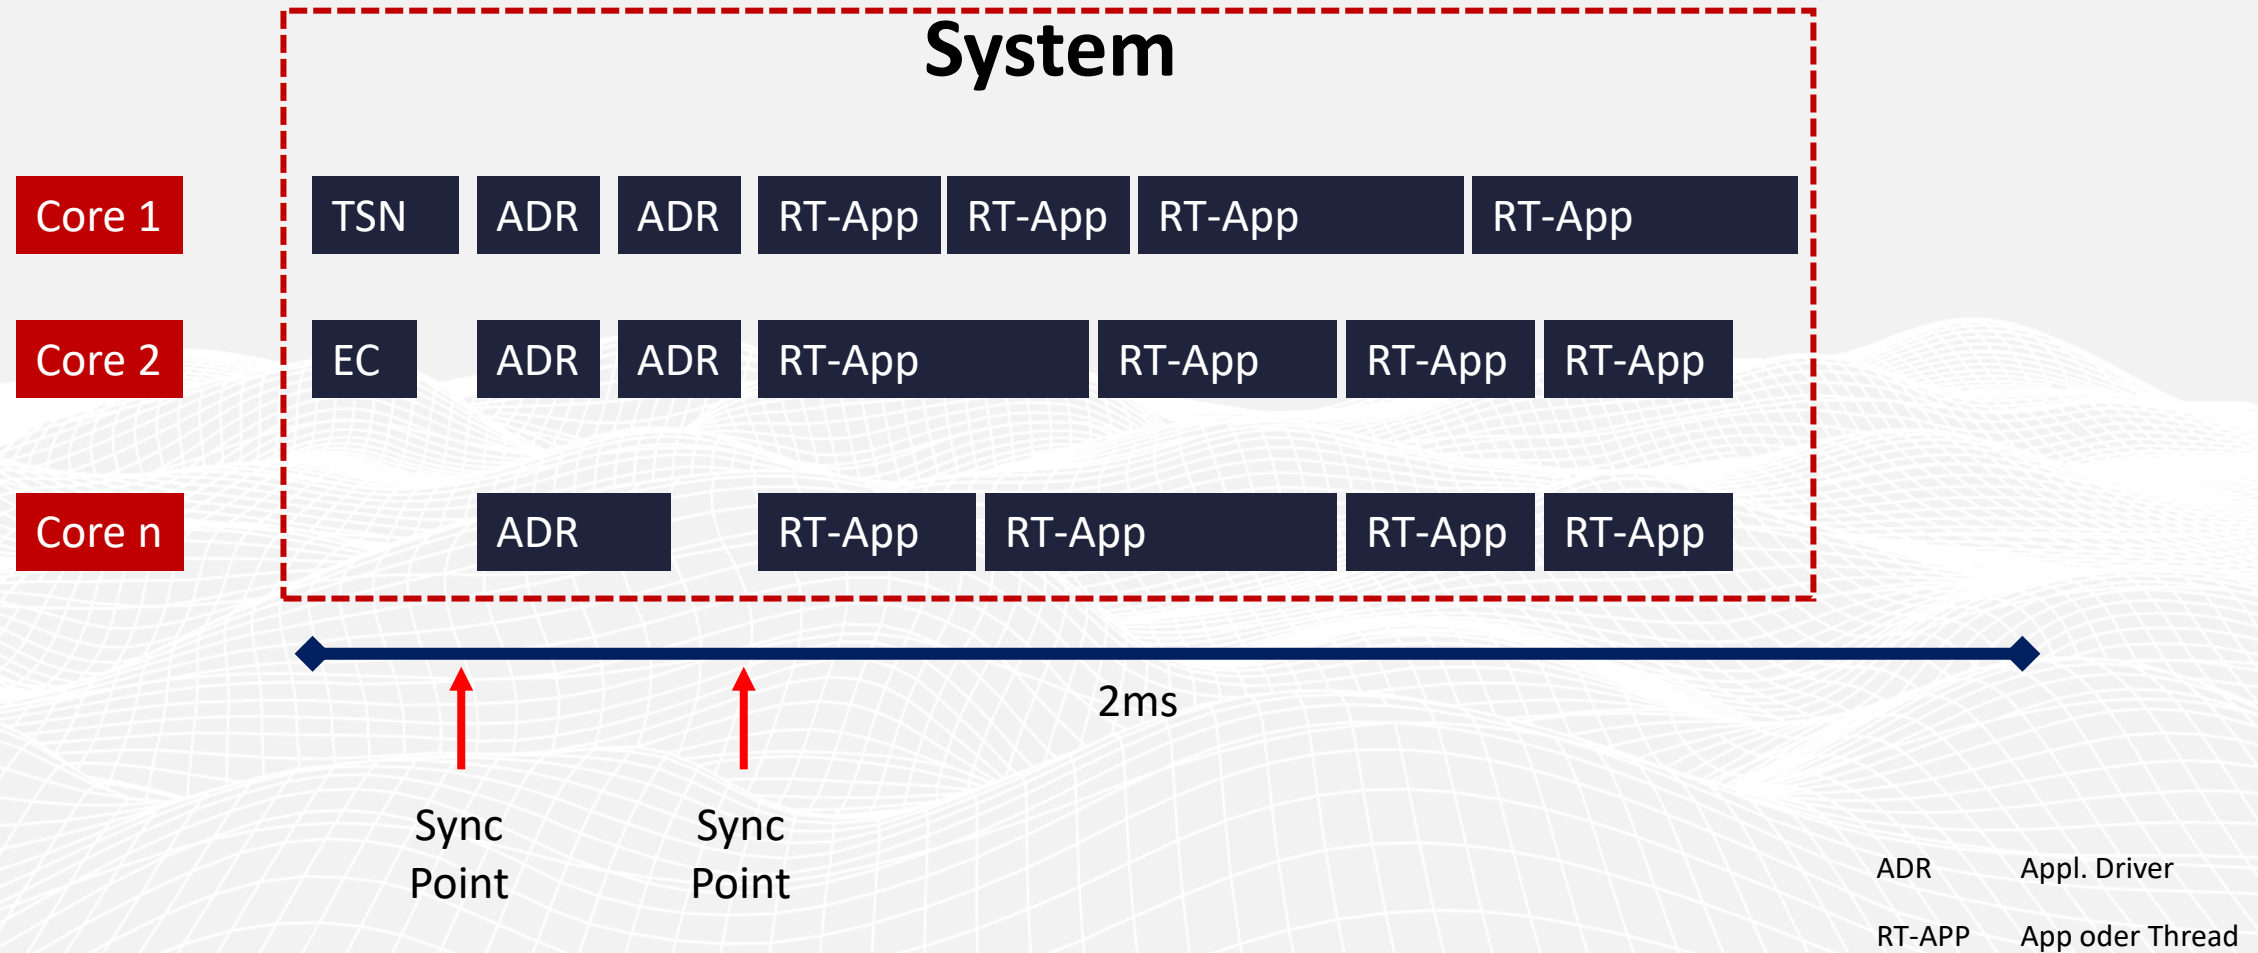 System
Core 1
TSN
ADR
ADR
RT-App
RT-App
RT-App
RT-App
Core 2
EC
ADR
ADR
RT-App
RT-App
RT-App
RT-App
Core n
ADR
RT-App
RT-App
RT-App
RT-App
2ms
Sync
Point
Sync
Point
ADR Appl. Driver
RT-APP App oder Thread